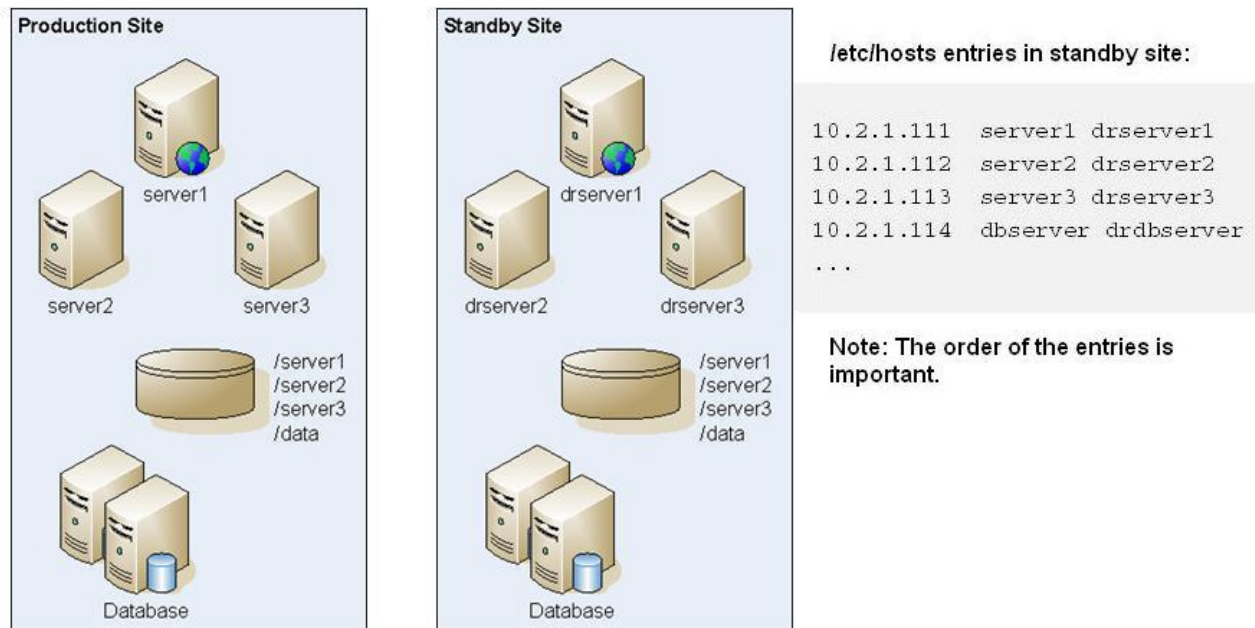 Production Site
server1
server2
server3
/server1
/server2
/server3
/data
Database
Standby Site
drserver1
drserver2
drserver3
/server1
/server2
/server3
/data
Database
/etc/hosts entries in standby site:
10.2.1.111 server1 drserver1
10.2.1.112 server2 drserver2
10.2.1.113 server3 drserver3
10.2.1.114 dbserver drdbserver
...
Note: The order of the entries is
important.